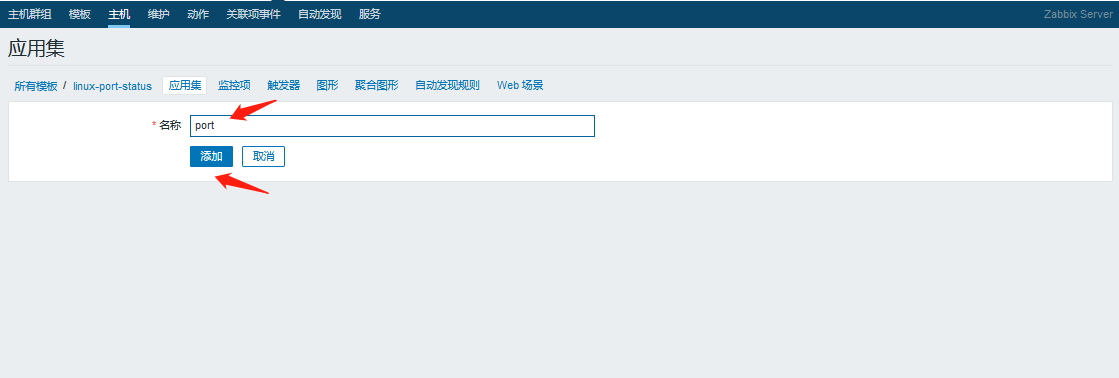 主机群组 模板 主机 维护 动作 关联项事件 自动发现 服务 Zabbix Server
应用集
所有模板 / linux-port-status 应用集 监控项 触发器 图形 聚合图形 自动发现规则 Web 场景
* 名称 port
添加 取消